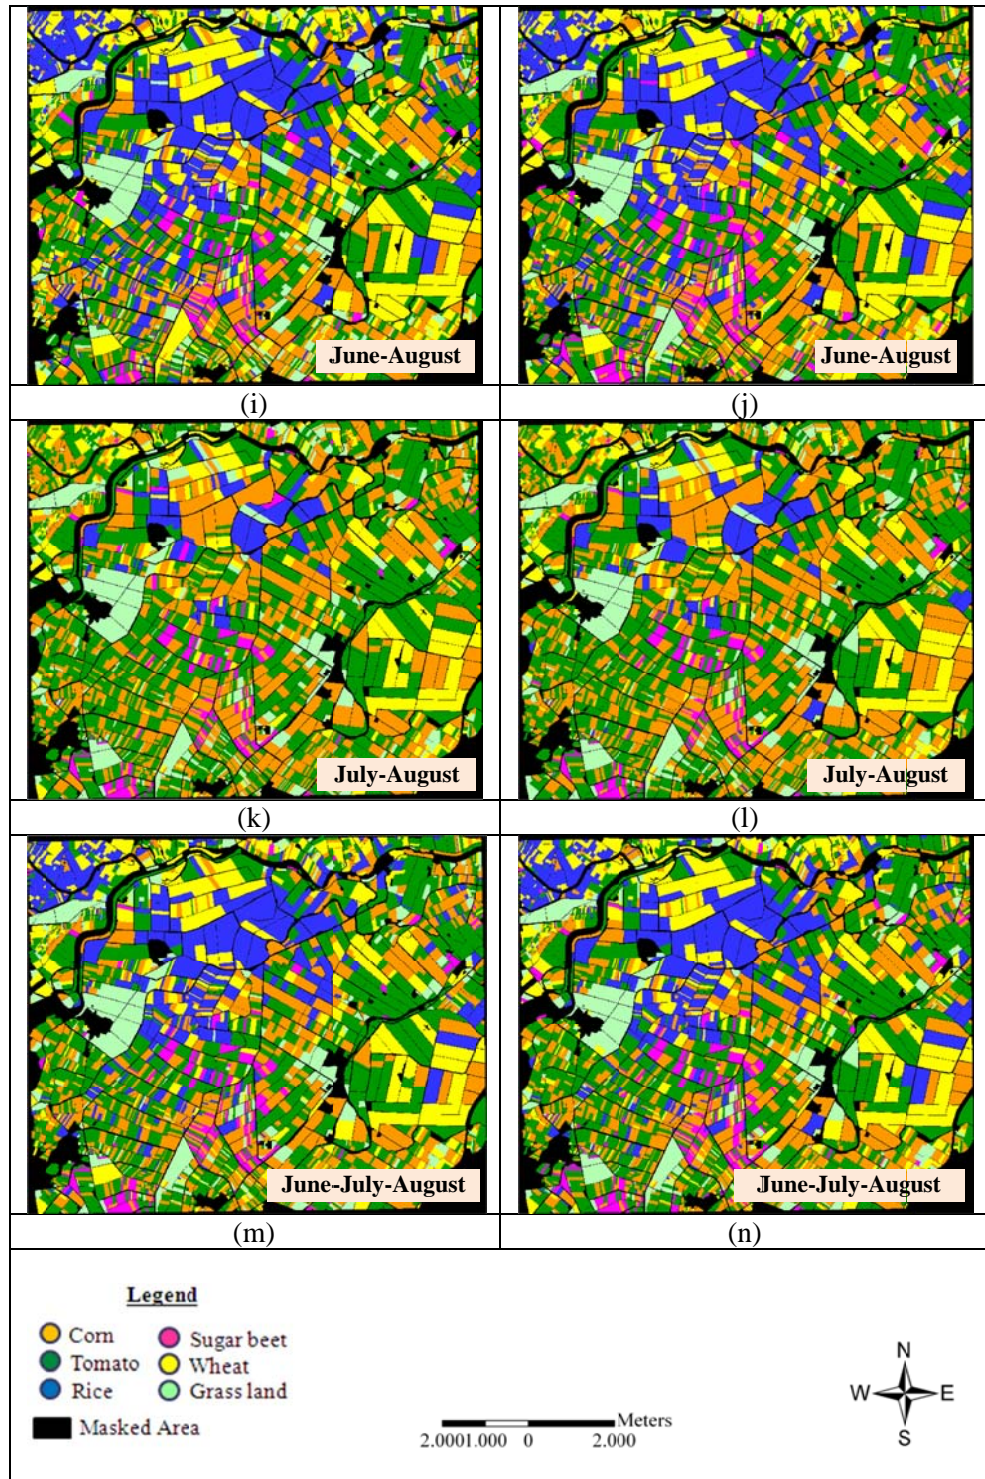 June-August
June-August
(i)
(j)
July-August
July-August
(k)
(l)
June-July-August
June-July-August
(m)
(n)
Legend
Corn
Sugar beet
Tomato
Wheat
Rice
Grass land
Masked Area
N
W
E
S
Meters
2.0001.000 0 2.000